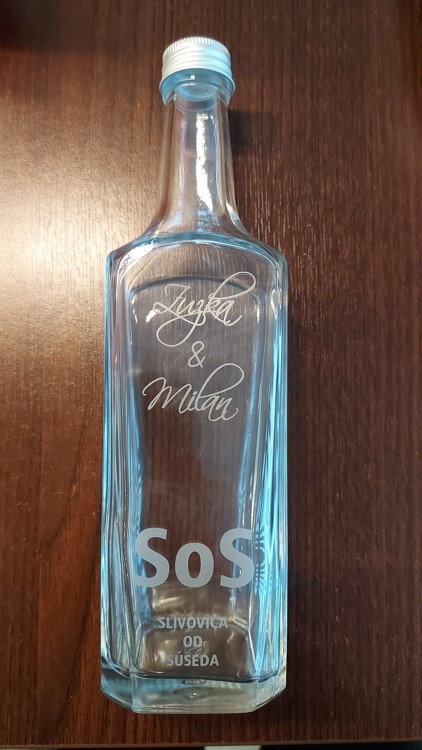 Zuzka
&
Milan
SoS
SLIVOVICA
OD
SÚSEDA